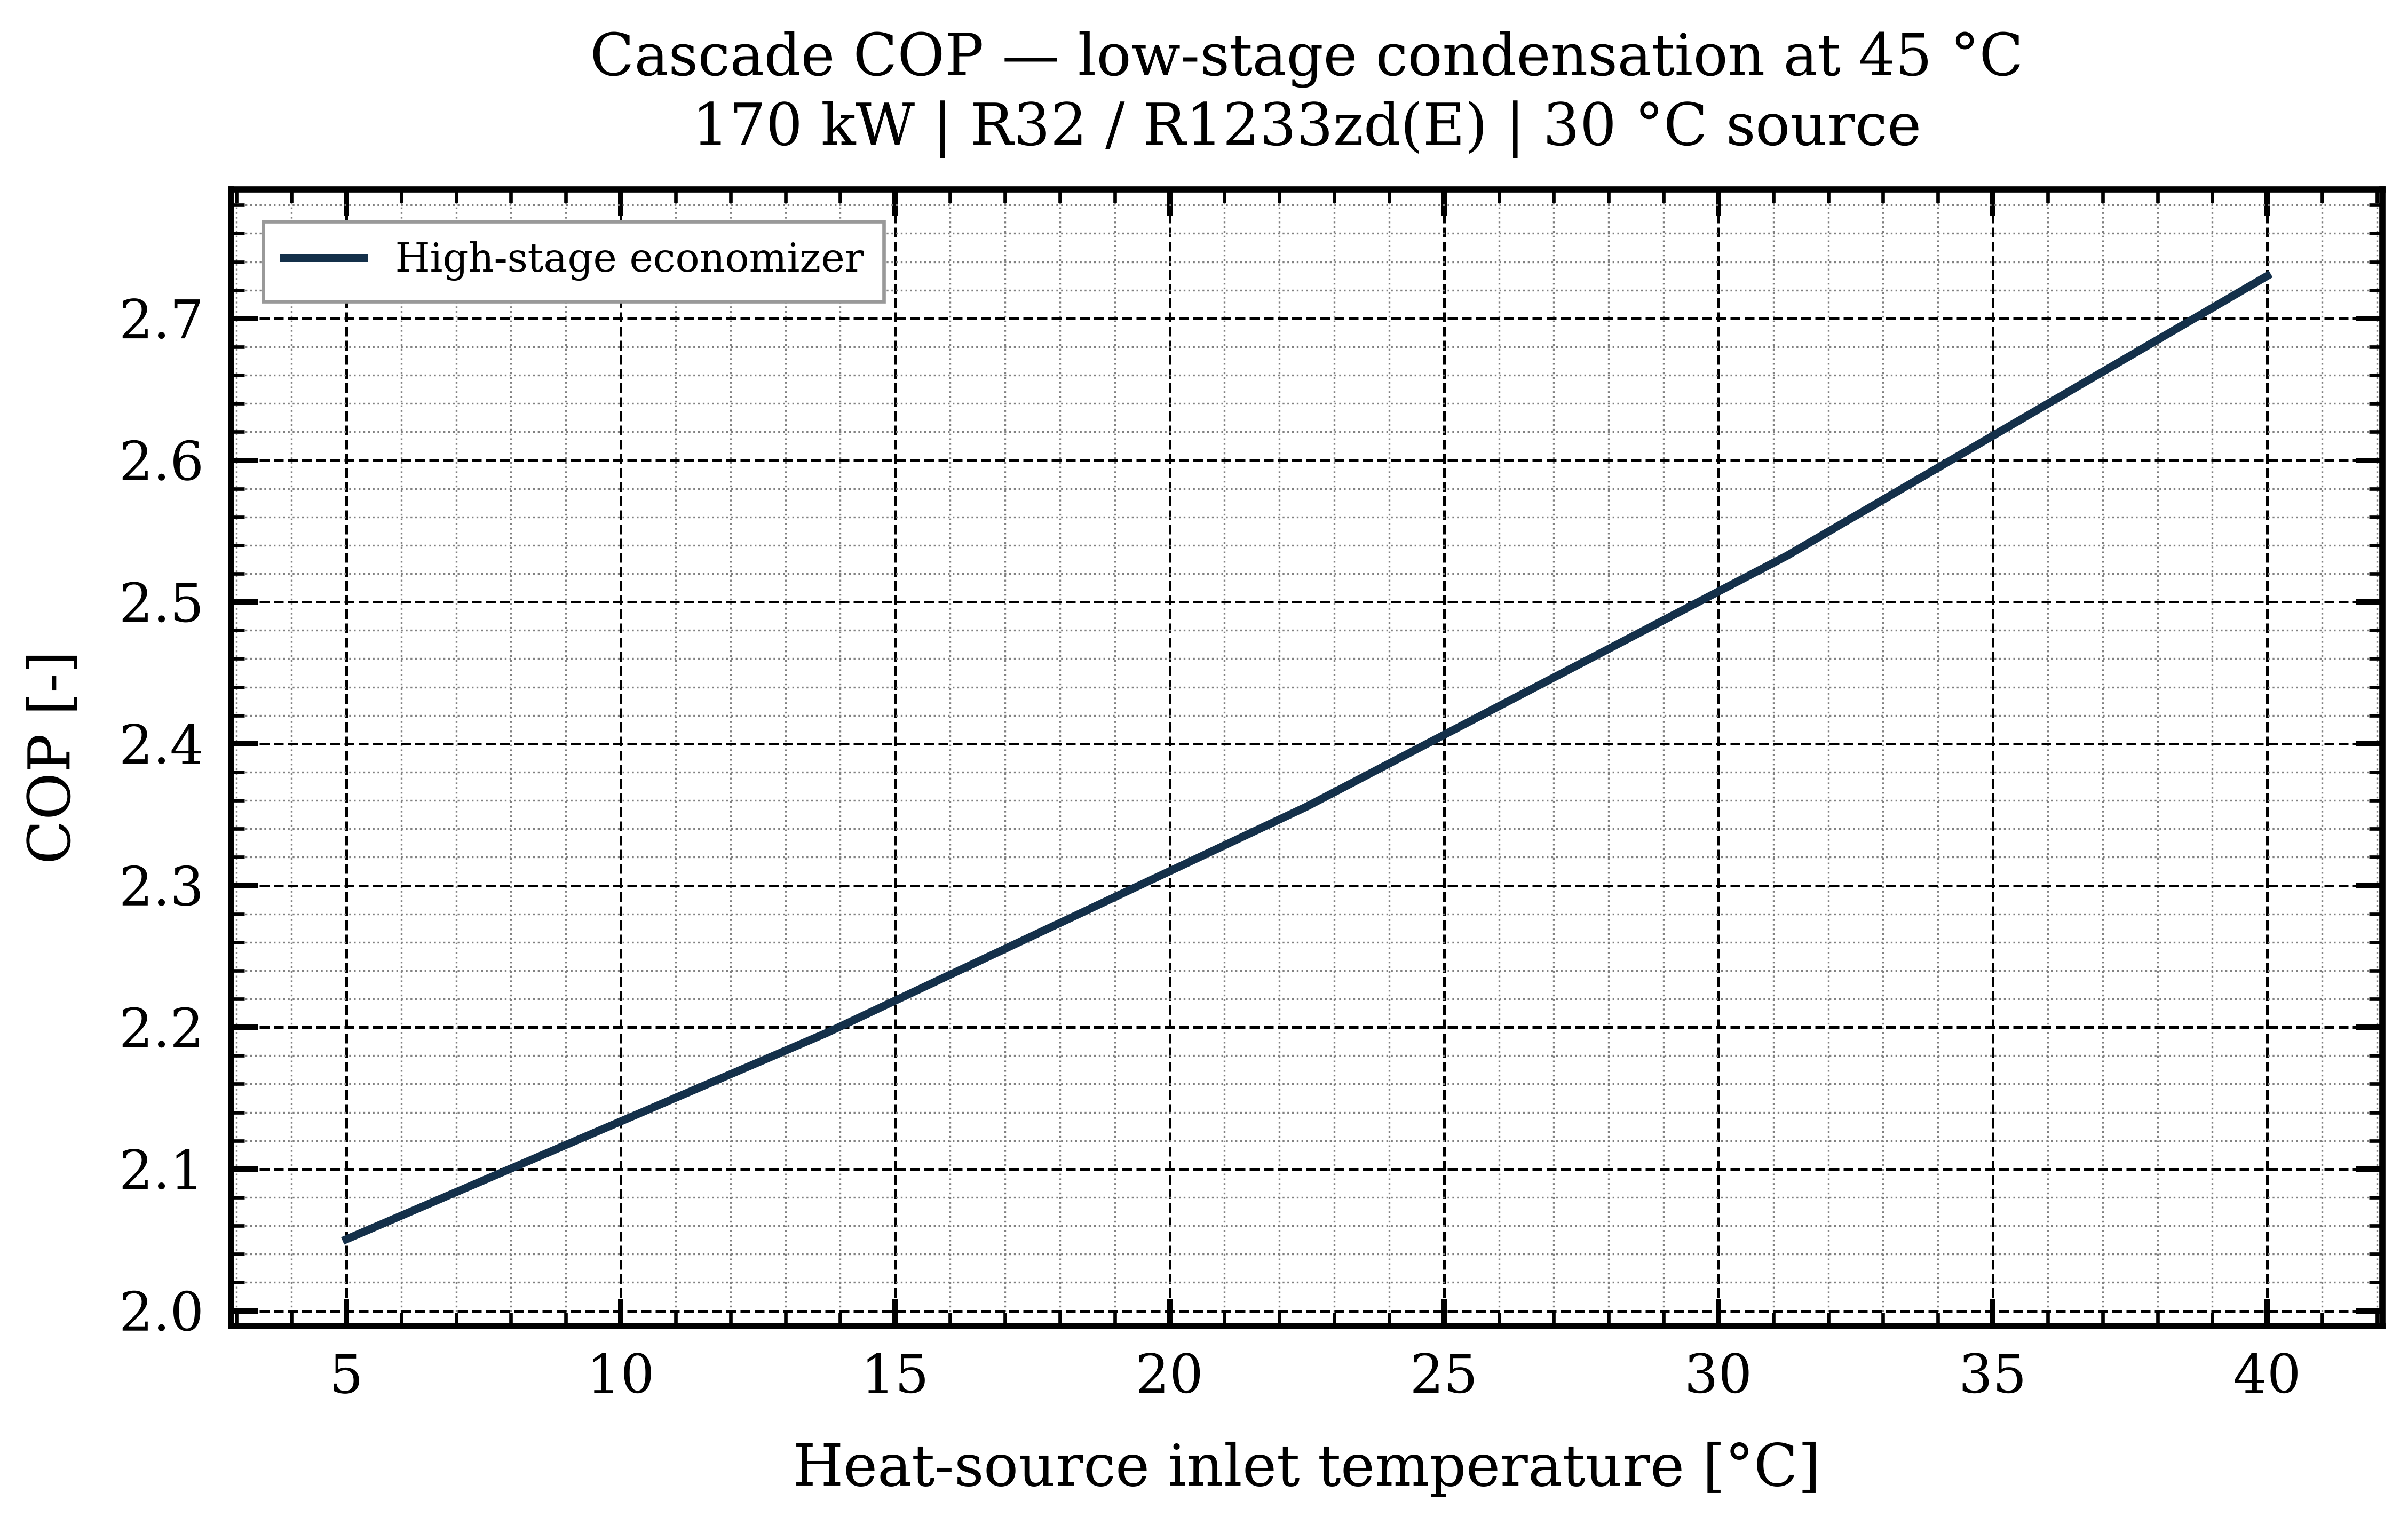 Cascade COP — low-stage condensation at 45 °C
170 kW | R32 / R1233zd(E) | 30 °C source
High-stage economizer
COP [-]
2.7
2.6
2.5
2.4
2.3
2.2
2.1
2.0
5 10 15 20 25 30 35 40
Heat-source inlet temperature [°C]